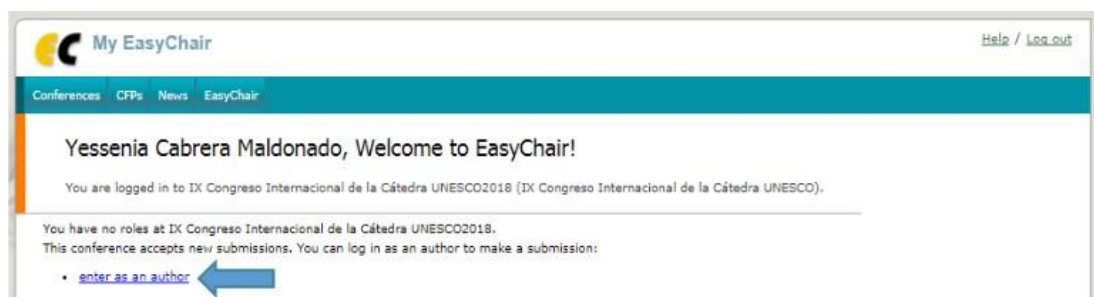 EC My EasyChair
Help / Log out
Conferences CFPs News EasyChair
Yessenia Cabrera Maldonado, Welcome to EasyChair!
You are logged in to IX Congreso Internacional de la Cátedra UNESCO2018 (IX Congreso Internacional de la Cátedra UNESCO).
You have no roles at IX Congreso Internacional de la Cátedra UNESCO2018.
This conference accepts new submissions. You can log in as an author to make a submission:
• enter as an author